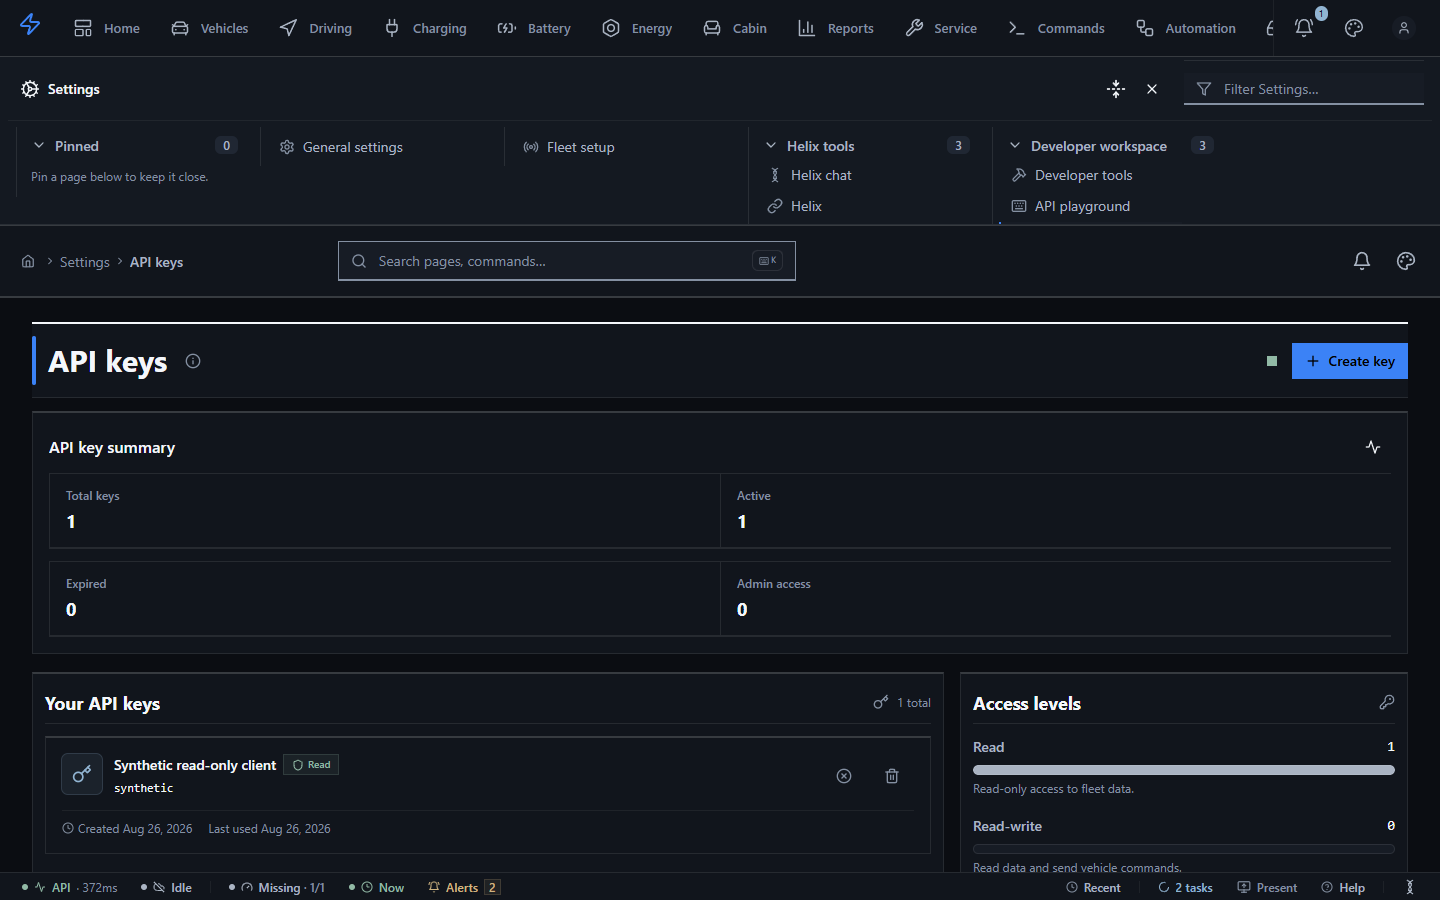 Home Vehicles Driving Charging Battery Energy Cabin Reports Service Commands Automation 1
Settings
Filter Settings...
Pinned 0
Pin a page below to keep it close.
General settings
Fleet setup
Helix tools 3
Helix chat
Helix
Developer workspace 3
Developer tools
API playground
Settings API keys
Search pages, commands... K
API keys
Create key
API key summary
Total keys
1
Active
1
Expired
0
Admin access
0
Your API keys 1 total
Synthetic read-only client Read
synthetic
Created Aug 26, 2026 Last used Aug 26, 2026
Access levels
Read 1
Read-only access to fleet data.
Read-write 0
Read data and send vehicle commands.
API · 372ms Idle Missing · 1/1 Now Alerts 2 Recent 2 tasks Present Help